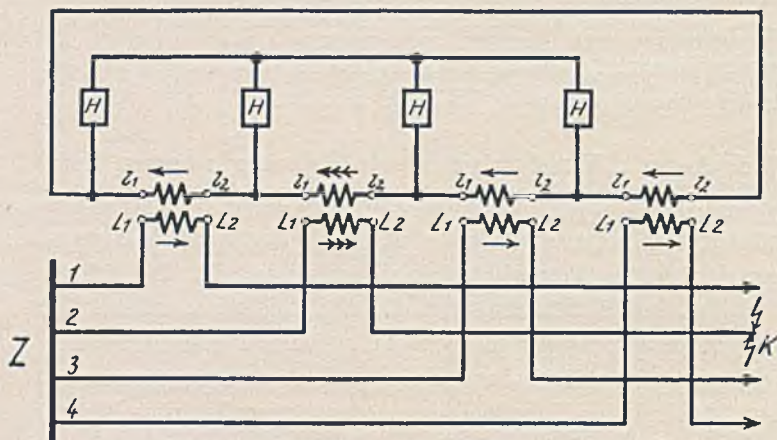 H H H H
l₁ l₂ l₁ l₂ l₁ l₂ l₁ l₂
L₁ L₂ L₁ L₂ L₁ L₂ L₁ L₂
1
2
Z K
3
4